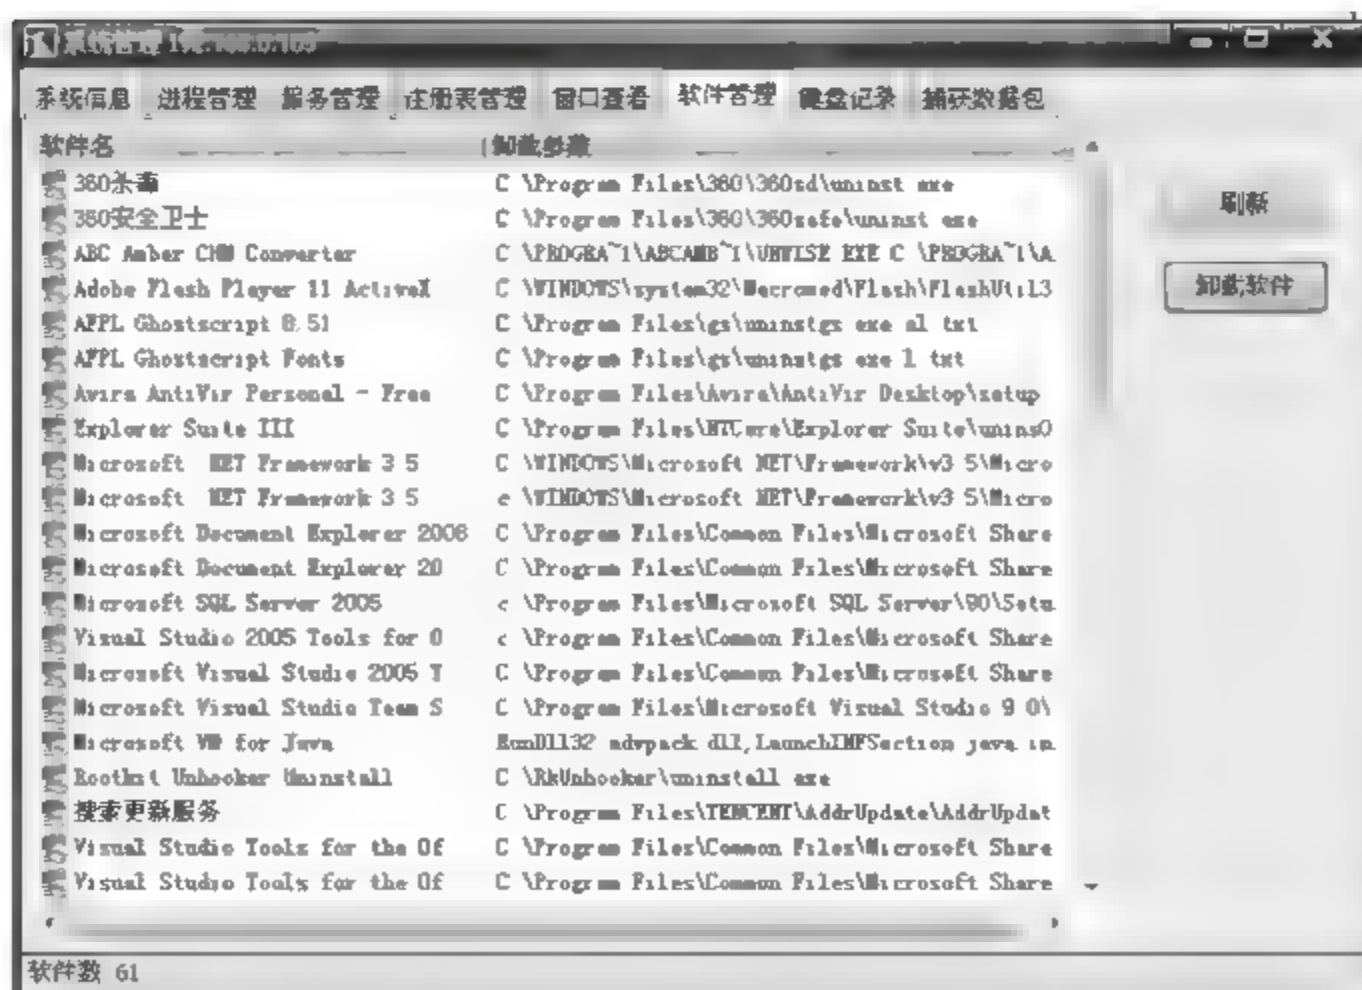 系统管理
系统信息 进程管理 服务管理 注册表管理 窗口查看 软件管理 键盘记录 捕获数据包
软件名 卸载参数
360杀毒 C \Program Files\360\360sd\uninst exe
360安全卫士 C \Program Files\360\360safe\uninst exe
ABC Amber CHM Converter C \PROGRA~1\ABCAMB~1\UNWISE EXE C \PROGRA~1\A
Adobe Flash Player 11 ActiveX C \WINDOWS\system32\Macromed\Flash\FlashUtil3
AFPL Ghostscript 8.51 C \Program Files\gs\uninstgs exe al txt
AFPL Ghostscript Fonts C \Program Files\gs\uninstgs exe l txt
Avira AntiVir Personal - Free C \Program Files\Avira\AntiVir Desktop\setup
Explorer Suite III C \Program Files\NTCore\Explorer Suite\unins0
Microsoft NET Framework 3 5 C \WINDOWS\Microsoft NET\Framework\v3 5\Micro
Microsoft NET Framework 3 5 c \WINDOWS\Microsoft NET\Framework\v3 5\Micro
Microsoft Document Explorer 2008 C \Program Files\Common Files\Microsoft Share
Microsoft Document Explorer 20 C \Program Files\Common Files\Microsoft Share
Microsoft SQL Server 2005 c \Program Files\Microsoft SQL Server\90\Setu
Visual Studio 2005 Tools for O c \Program Files\Common Files\Microsoft Share
Microsoft Visual Studio 2005 T C \Program Files\Common Files\Microsoft Share
Microsoft Visual Studio Team S C \Program Files\Microsoft Visual Studio 9 0\
Microsoft VM for Java RunDll32 advpack dll,LaunchINFSection java in
Rootkit Unhooker Uninstall C \RkUnhooker\uninstall exe
搜索更新服务 C \Program Files\TENCENT\AddrUpdate\AddrUpdat
Visual Studio Tools for the Of C \Program Files\Common Files\Microsoft Share
Visual Studio Tools for the Of C \Program Files\Common Files\Microsoft Share
刷新
卸载软件
软件数 61